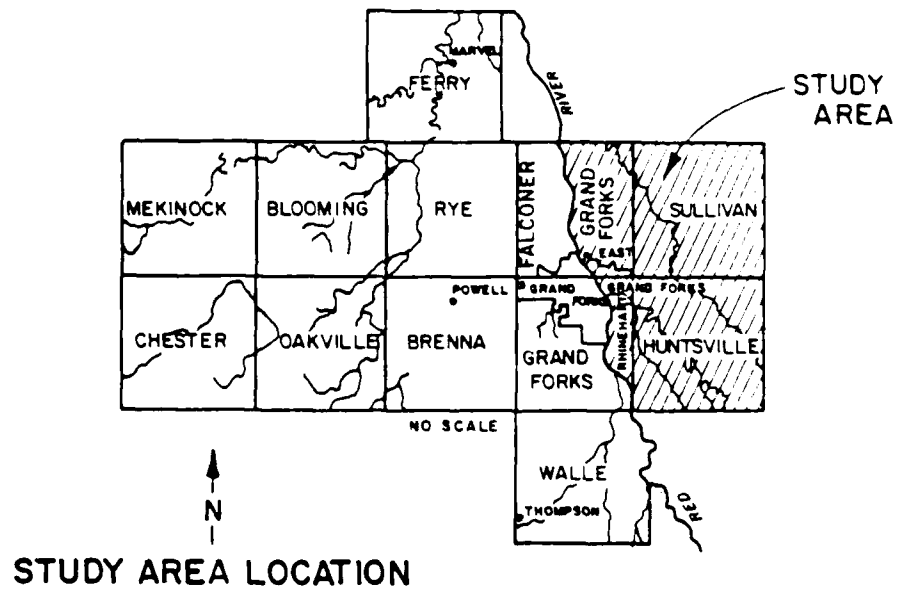 MARVEL
FERRY
RIVER
STUDY
AREA
MEKINOCK
BLOOMING
RYE
FALCONER
GRAND
FORKS
SULLIVAN
EAST
GRAND FORKS
POWELL
GRAND
FORKS
CHESTER
OAKVILLE
BRENNA
GRAND
FORKS
RHINEHART
HUNTSVILLE
NO SCALE
WALLE
THOMPSON
RED
N
STUDY AREA LOCATION